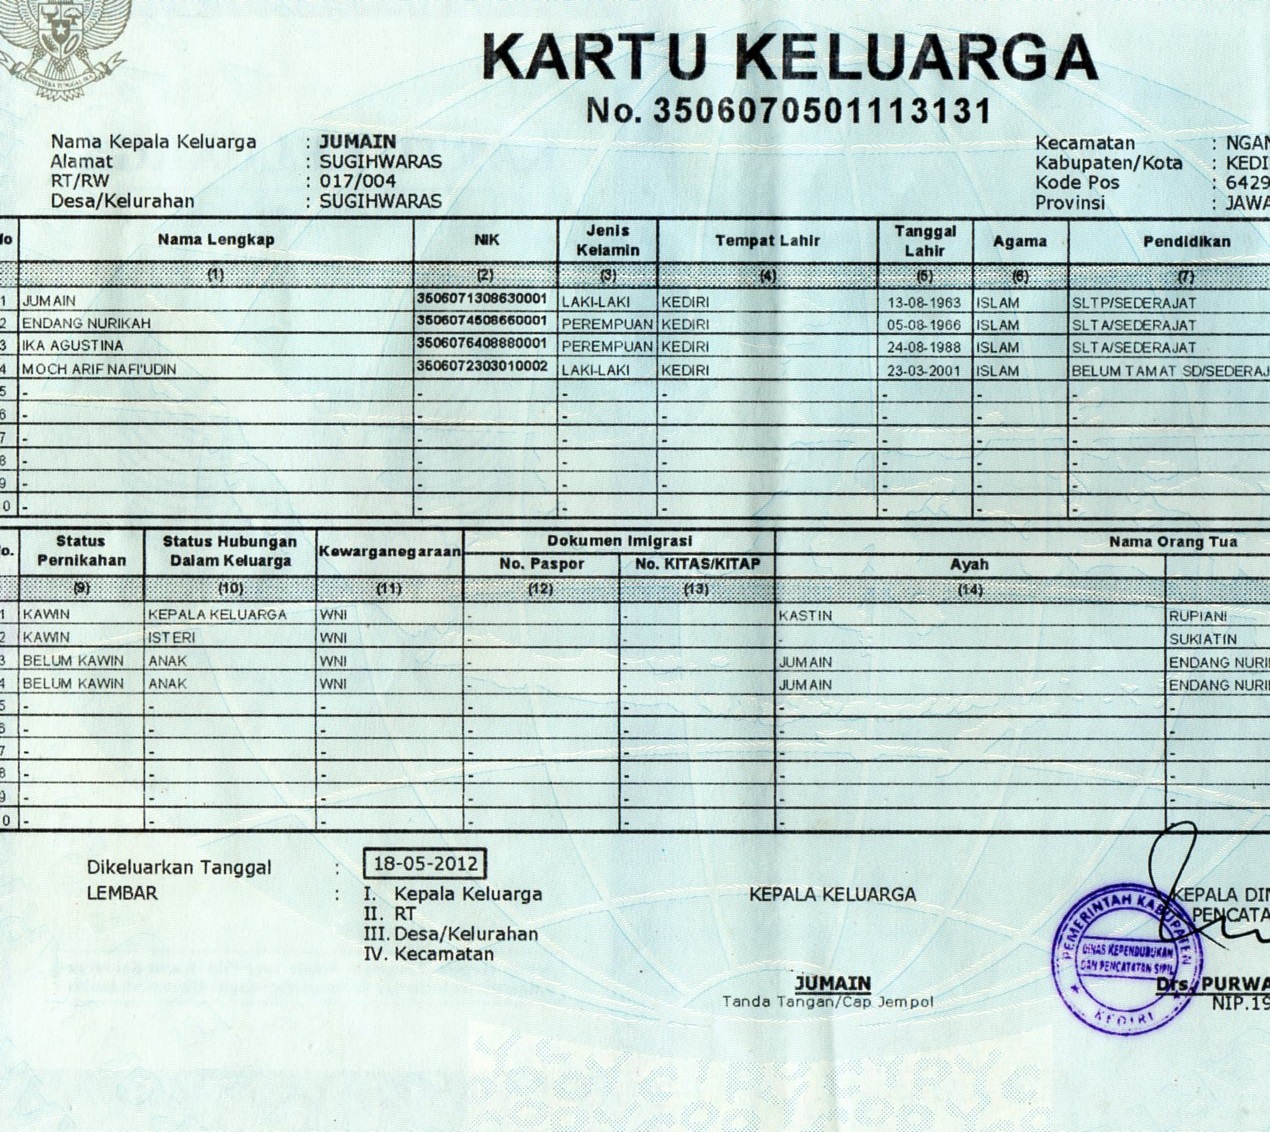 KARTU KELUARGA
No. 3506070501113131
Nama Kepala Keluarga : JUMAIN
Alamat : SUGIHWARAS
RT/RW : 017/004
Desa/Kelurahan : SUGIHWARAS
Kecamatan : NGAN
Kabupaten/Kota : KEDI
Kode Pos : 6429
Provinsi : JAWA
No Nama Lengkap NIK Jenis Kelamin Tempat Lahir Tanggal Lahir Agama Pendidikan
(1) (2) (3) (4) (5) (6) (7)
1 JUMAIN 3506071308630001 LAKI-LAKI KEDIRI 13-08-1963 ISLAM SLTP/SEDERAJAT
2 ENDANG NURIKAH 3506074508660001 PEREMPUAN KEDIRI 05-08-1966 ISLAM SLTA/SEDERAJAT
3 IKA AGUSTINA 3506076408880001 PEREMPUAN KEDIRI 24-08-1988 ISLAM SLTA/SEDERAJAT
4 MOCH ARIF NAFI'UDIN 3506072303010002 LAKI-LAKI KEDIRI 23-03-2001 ISLAM BELUM TAMAT SD/SEDERAJ
5 - - - - - - -
6 - - - - - - -
7 - - - - - - -
8 - - - - - - -
9 - - - - - - -
0 - - - - - - -
No. Status Pernikahan Status Hubungan Dalam Keluarga Kewarganegaraan Dokumen Imigrasi Nama Orang Tua
No. Paspor No. KITAS/KITAP Ayah
(9) (10) (11) (12) (13) (14)
1 KAWIN KEPALA KELUARGA WNI - - KASTIN RUPIANI
2 KAWIN ISTERI WNI - - - SUKIATIN
3 BELUM KAWIN ANAK WNI - - JUMAIN ENDANG NURI
4 BELUM KAWIN ANAK WNI - - JUMAIN ENDANG NURI
5 - - - - - - -
6 - - - - - - -
7 - - - - - - -
8 - - - - - - -
9 - - - - - - -
0 - - - - - - -
Dikeluarkan Tanggal : 18-05-2012
LEMBAR : I. Kepala Keluarga
II. RT
III. Desa/Kelurahan
IV. Kecamatan
KEPALA KELUARGA
JUMAIN
Tanda Tangan/Cap Jempol
KEPALA DIN
PENCATA
Drs. PURWA
NIP.19
PEMERINTAH KABUPATEN
DINAS KEPENDUDUKAN
DAN PENCATATAN SIPIL
KEDIRI